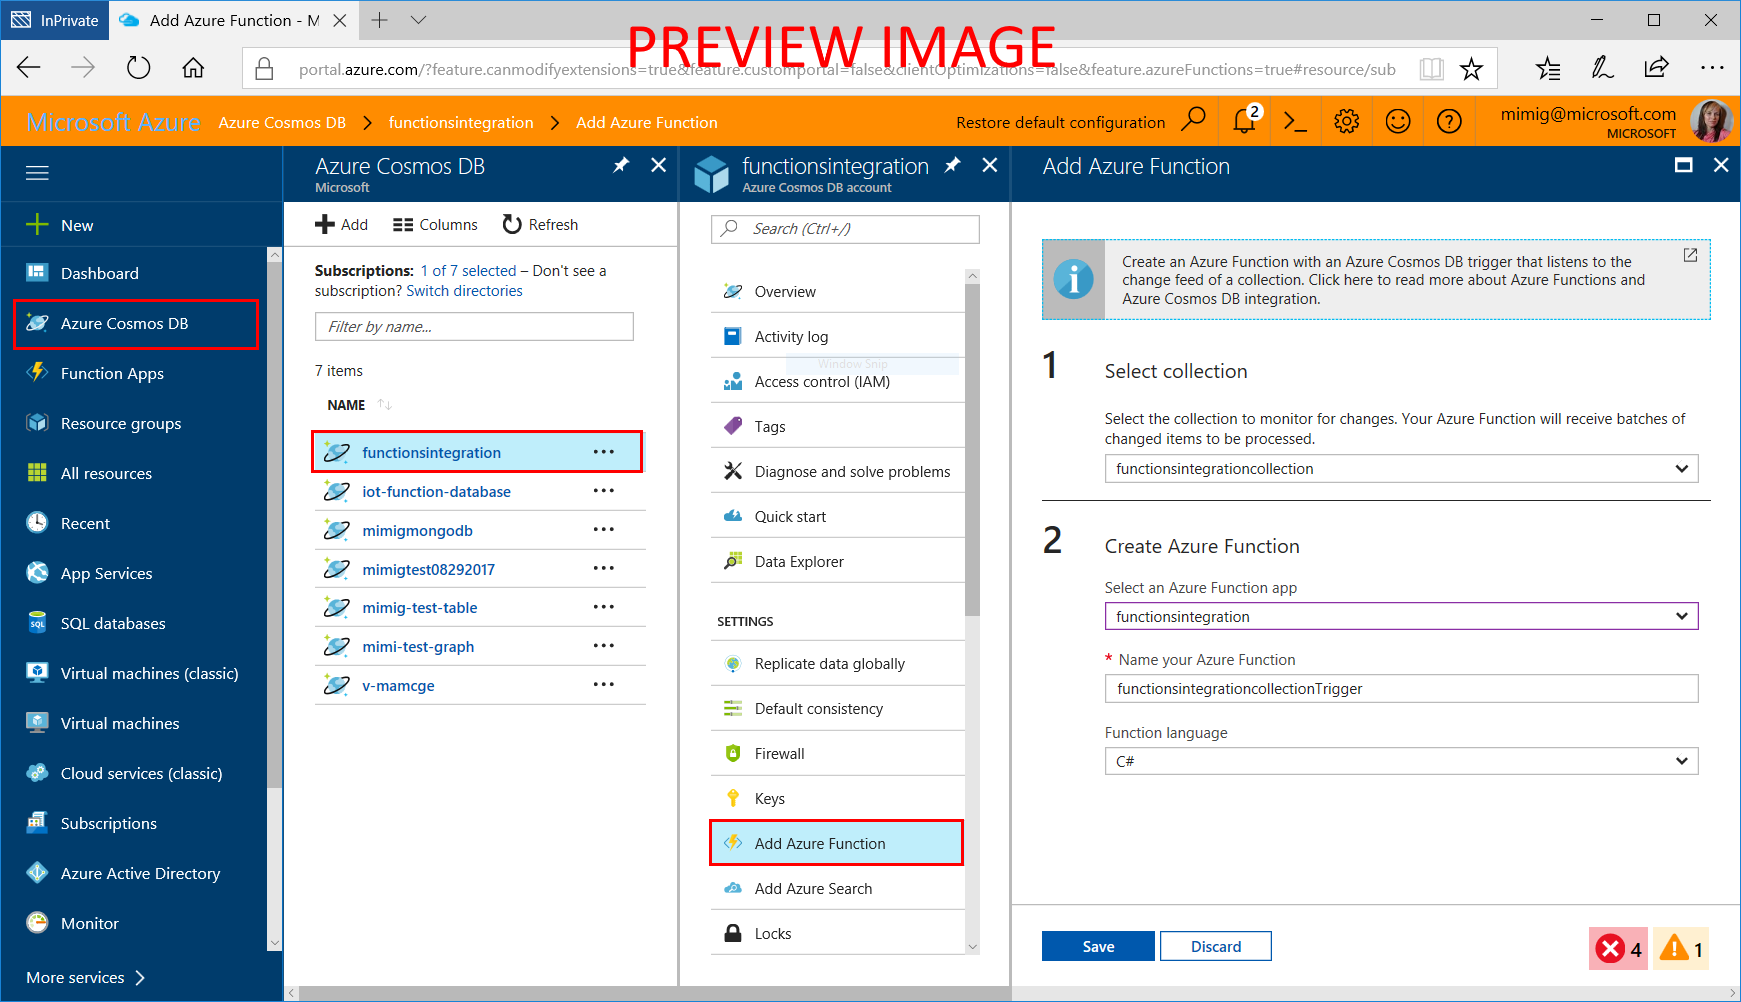 InPrivate
Add Azure Function - M
PREVIEW IMAGE
portal.azure.com/?feature.canmodifyextensions=true&feature.customportal=false&clientOptimizations=false&feature.azureFunctions=true#resource/sub
Microsoft Azure
Azure Cosmos DB
functionsintegration
Add Azure Function
Restore default configuration
2
mimig@microsoft.com
MICROSOFT
New
Dashboard
Azure Cosmos DB
Function Apps
Resource groups
All resources
Recent
App Services
SQL
SQL databases
Virtual machines (classic)
Virtual machines
Cloud services (classic)
Subscriptions
Azure Active Directory
Monitor
More services
Azure Cosmos DB
Microsoft
Add
Columns
Refresh
Subscriptions: 1 of 7 selected – Don't see a
subscription? Switch directories
Filter by name...
7 items
NAME
functionsintegration
iot-function-database
mimigmongodb
mimigtest08292017
mimig-test-table
mimi-test-graph
v-mamcge
functionsintegration
Azure Cosmos DB account
Search (Ctrl+/)
Overview
Activity log
Window Snip
Access control (IAM)
Tags
Diagnose and solve problems
Quick start
Data Explorer
SETTINGS
Replicate data globally
Default consistency
Firewall
Keys
Add Azure Function
Add Azure Search
Locks
Add Azure Function
Create an Azure Function with an Azure Cosmos DB trigger that listens to the
change feed of a collection. Click here to read more about Azure Functions and
Azure Cosmos DB integration.
1
Select collection
Select the collection to monitor for changes. Your Azure Function will receive batches of
changed items to be processed.
functionsintegrationcollection
2
Create Azure Function
Select an Azure Function app
functionsintegration
* Name your Azure Function
functionsintegrationcollectionTrigger
Function language
C#
Save
Discard
4
1